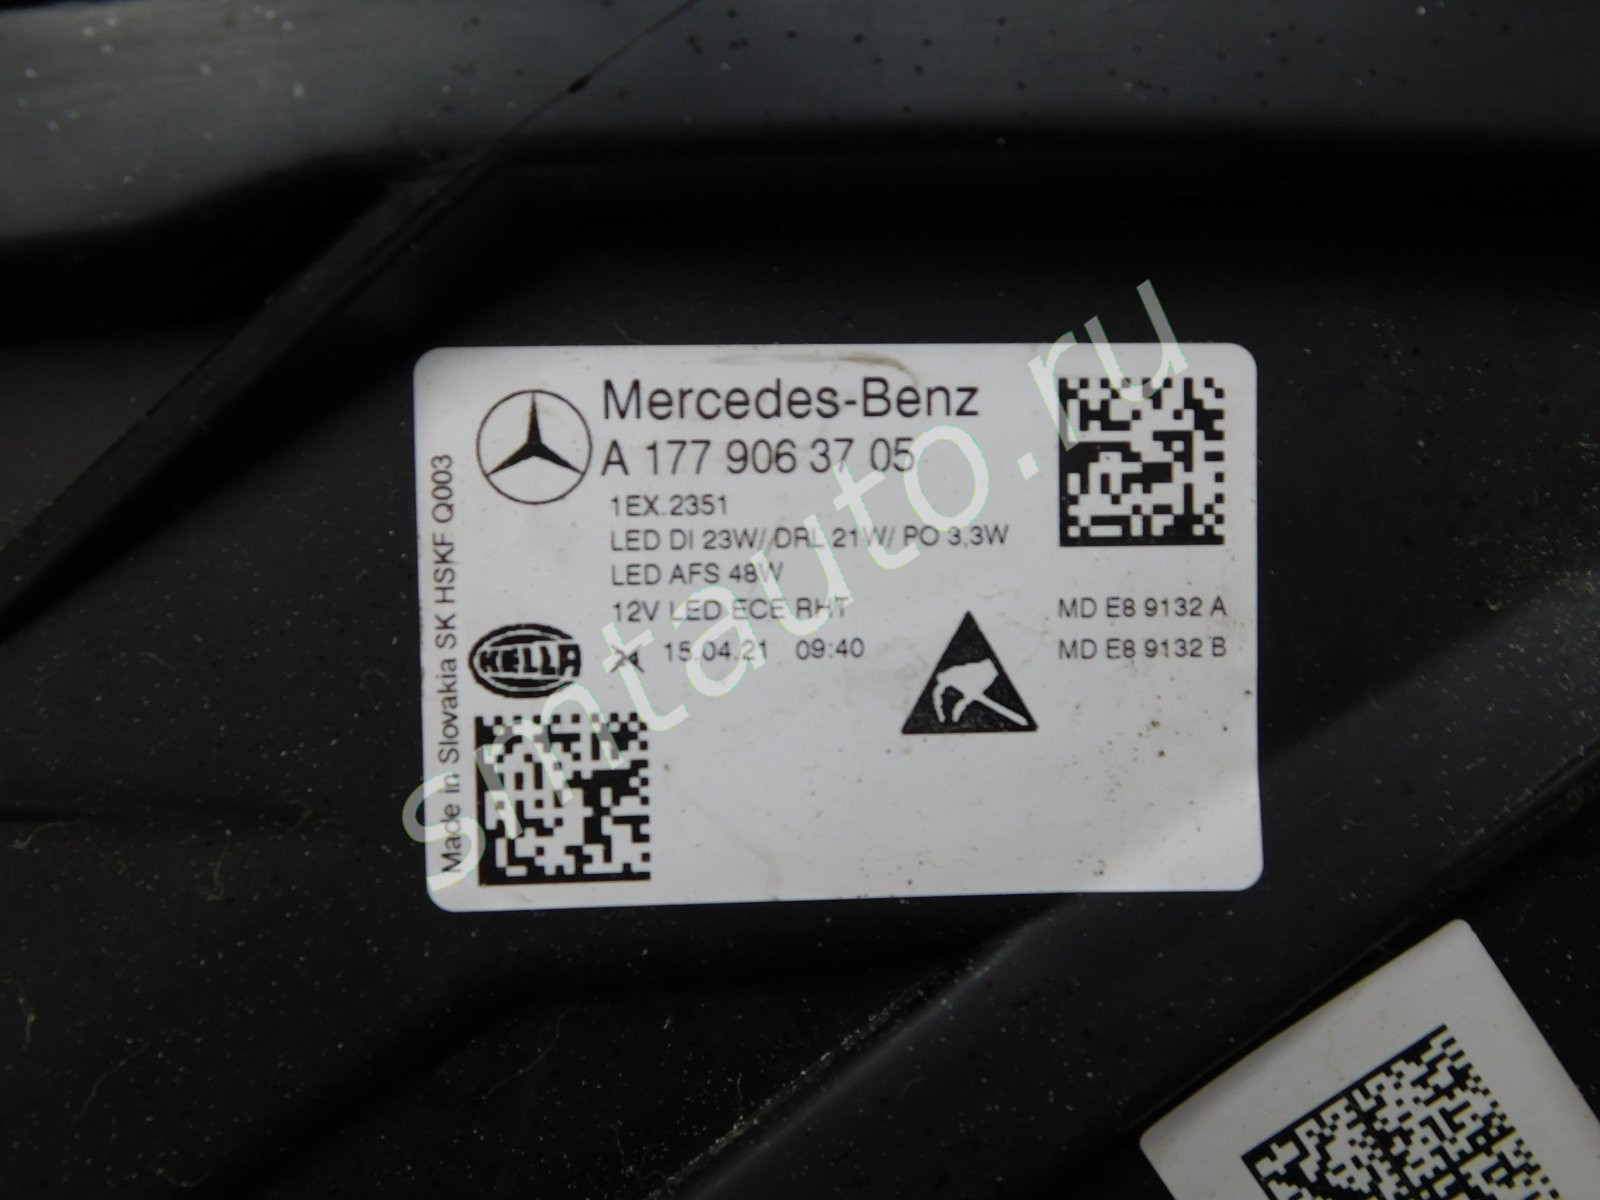 Mercedes-Benz
A 177 906 37 05
1EX.2351
LED DI 23W/ DRL 21W/ PO 3,3W
LED AFS 48W
12V LED ECE RHT
HELLA
15.04.21 09:40
MD E8 9132 A
MD E8 9132 B
Made in Slovakia SK HSKF Q003
sintauto.ru